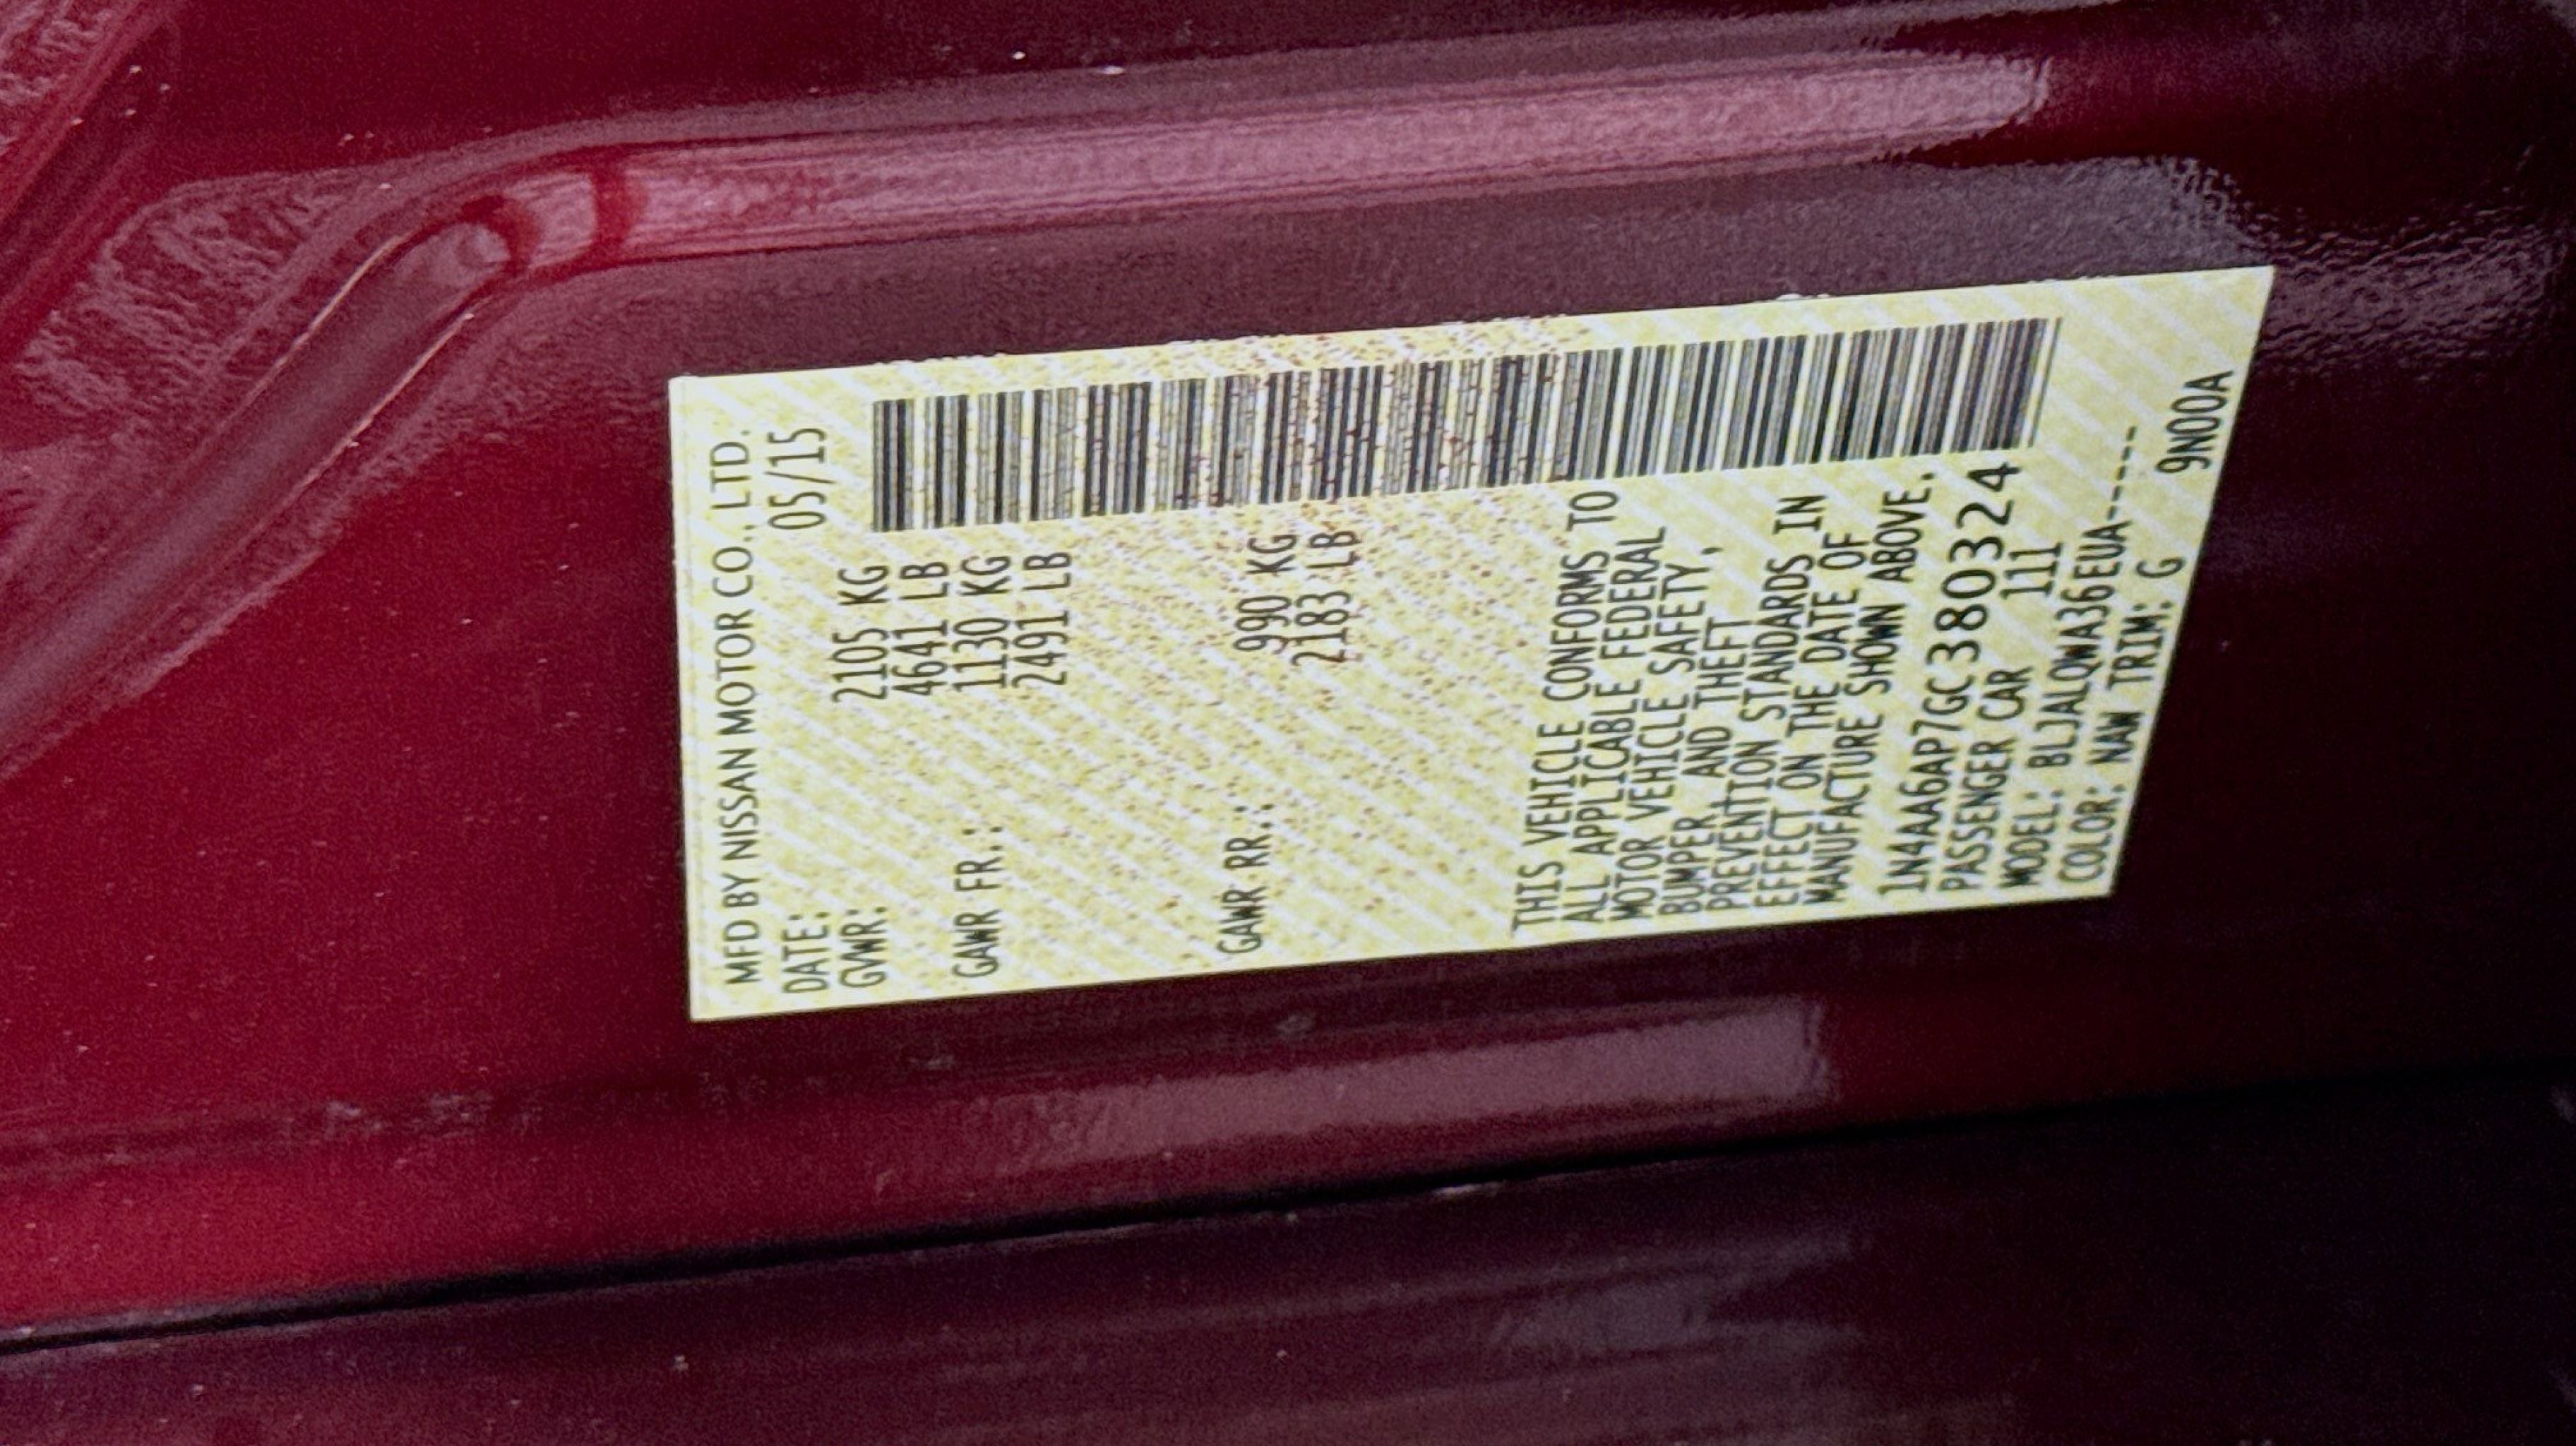 MFD BY NISSAN MOTOR CO., LTD.
DATE: 05/15
GVWR: 2105 KG
4641 LB
GAWR FR.: 1130 KG
2491 LB
GAWR RR.: 990 KG
2183 LB
THIS VEHICLE CONFORMS TO
ALL APPLICABLE FEDERAL
MOTOR VEHICLE SAFETY,
BUMPER, AND THEFT
PREVENTION STANDARDS IN
EFFECT ON THE DATE OF
MANUFACTURE SHOWN ABOVE.
1N4AA6AP7GC380324
PASSENGER CAR 111
MODEL: BLJALQWA36EUA-----
COLOR: NAW TRIM: G 9N00A